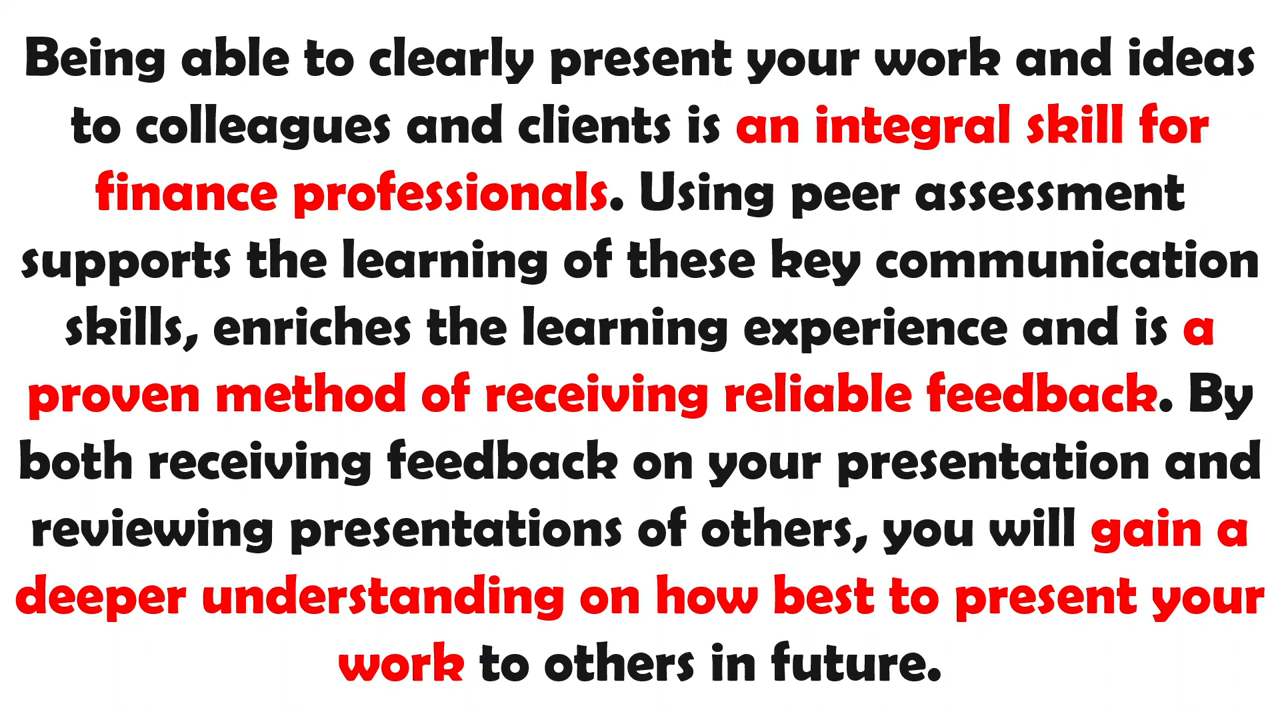 Being able to clearly present your work and ideas
to colleagues and clients is an integral skill for
finance professionals. Using peer assessment
supports the learning of these key communication
skills, enriches the learning experience and is a
proven method of receiving reliable feedback. By
both receiving feedback on your presentation and
reviewing presentations of others, you will gain a
deeper understanding on how best to present your
work to others in future.